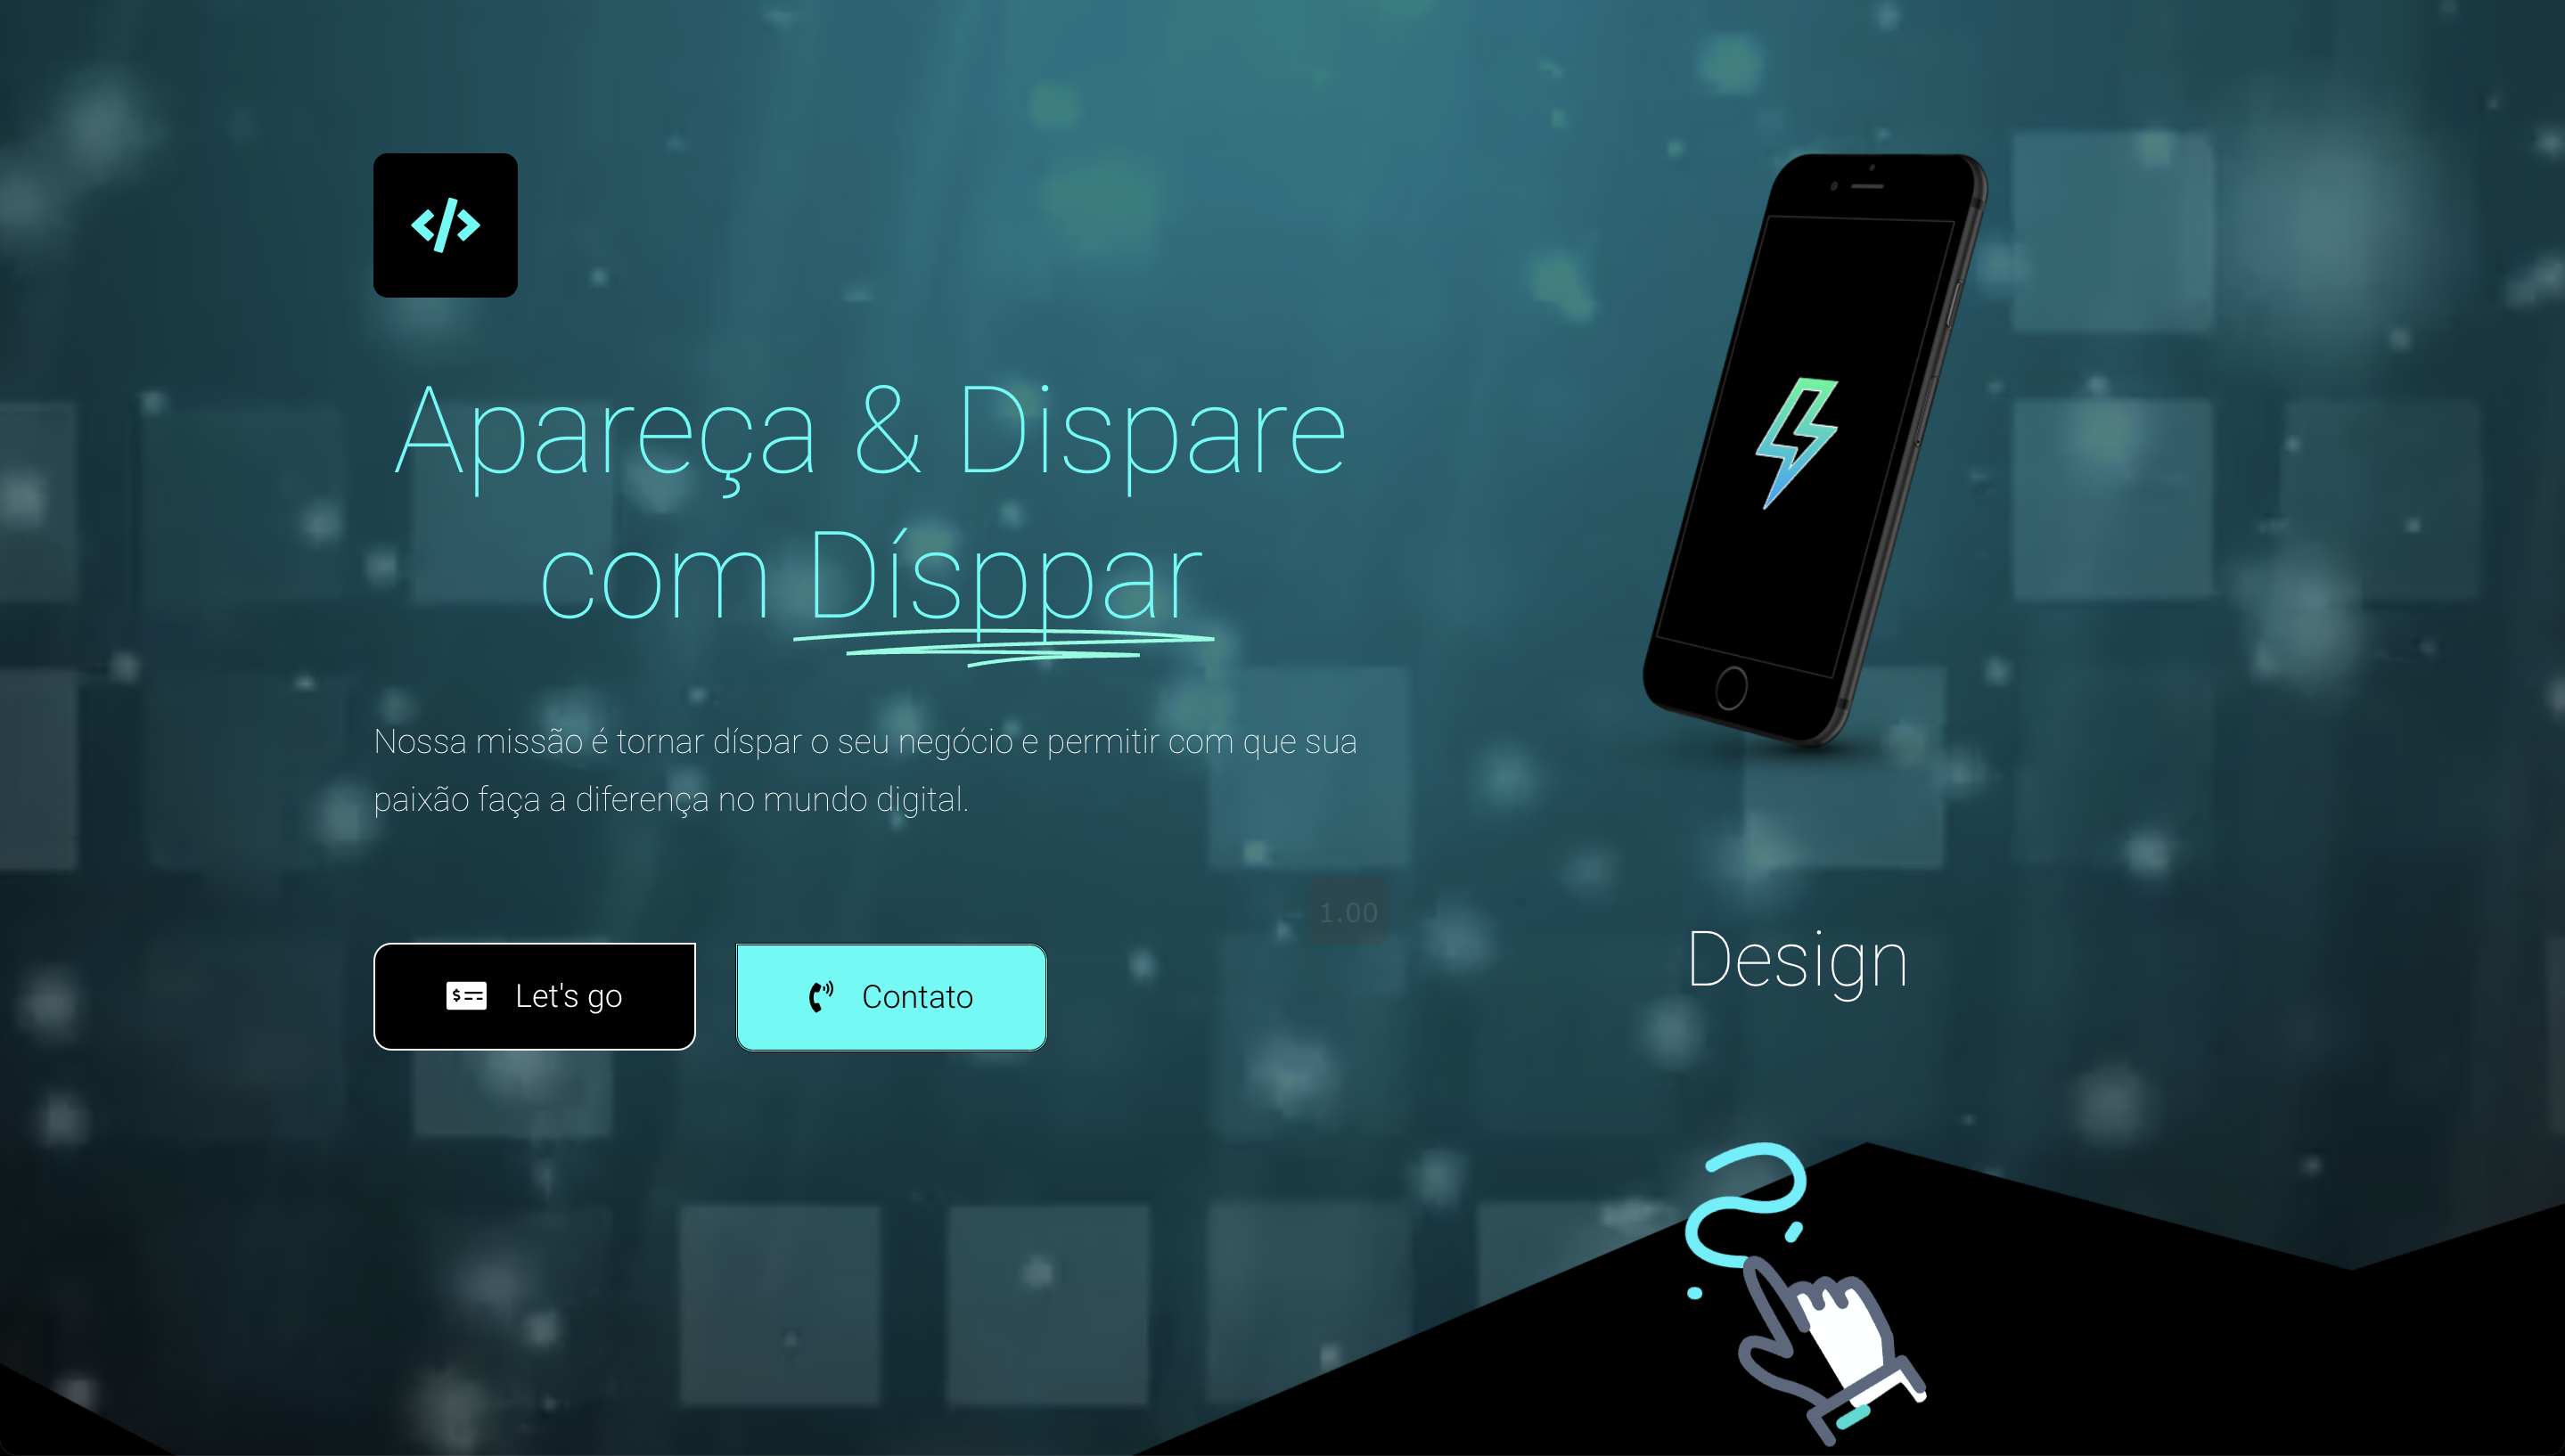 </>
Apareça & Dispare
com Dísppar
Nossa missão é tornar díspar o seu negócio e permitir com que sua
paixão faça a diferença no mundo digital.
1.00
Let's go
Contato
Design